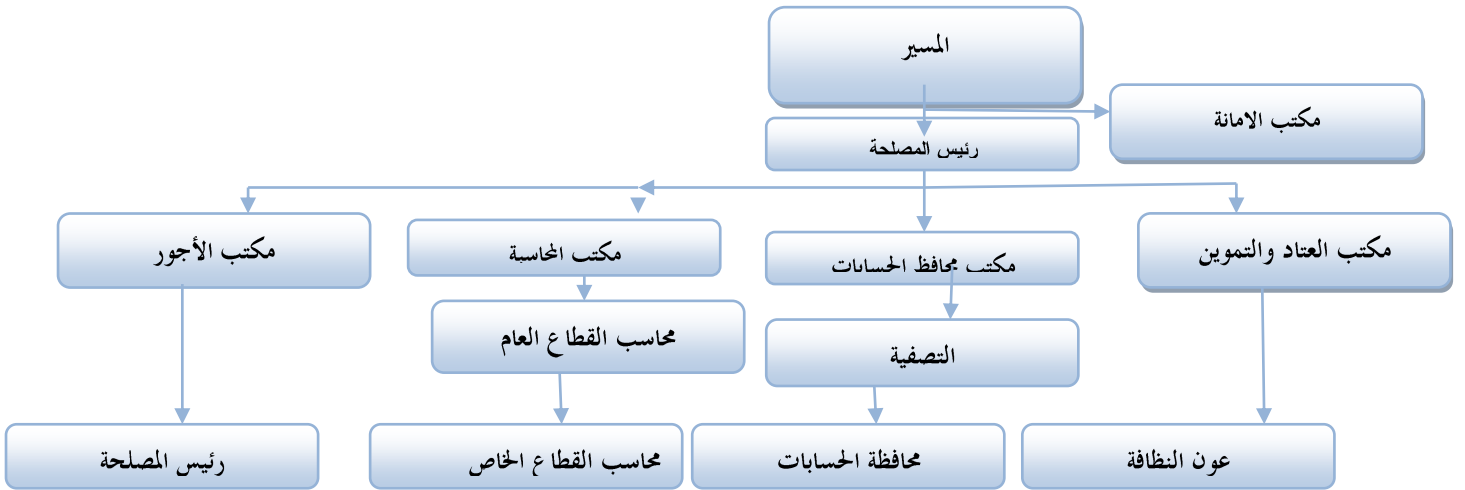 المسير
مكتب الامانة
رئيس المصلحة
مكتب العتاد والتموين
مكتب محافظ الحسابات
مكتب المحاسبة
مكتب الأجور
محاسب القطاع العام
التصفية
عون النظافة
محافظة الحسابات
محاسب القطاع الخاص
رئيس المصلحة